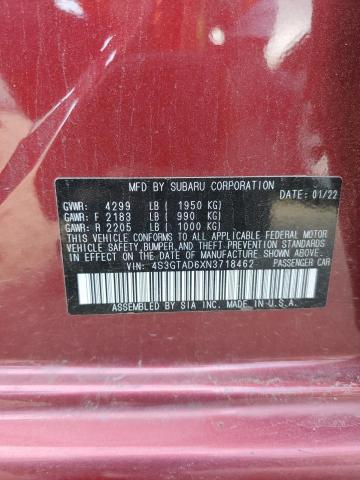 MFD BY SUBARU CORPORATION DATE: 01/22
GVWR: 4299 LB ( 1950 KG)
GAWR: F 2183 LB ( 990 KG)
GAWR: R 2205 LB ( 1000 KG)
THIS VEHICLE CONFORMS TO ALL APPLICABLE FEDERAL MOTOR
VEHICLE SAFETY, BUMPER, AND THEFT PREVENTION STANDARDS
IN EFFECT ON THE DATE OF MANUFACTURE SHOWN ABOVE.
VIN: 4S3GTAD6XN3718462 PASSENGER CAR
ASSEMBLED BY SIA INC. MADE IN U.S.A.